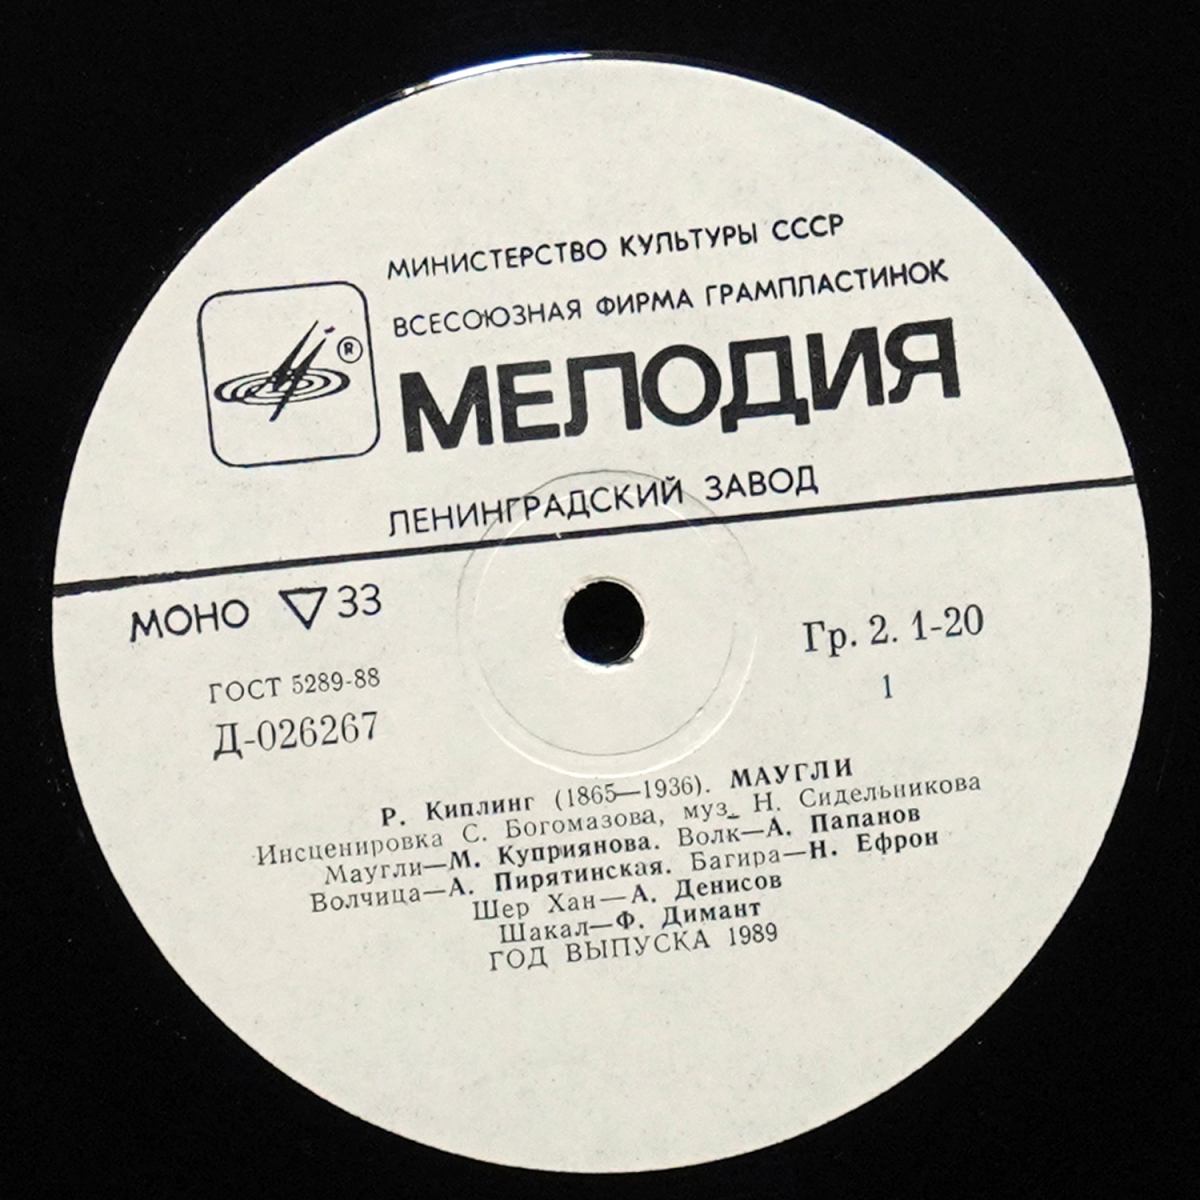 МИНИСТЕРСТВО КУЛЬТУРЫ СССР
ВСЕСОЮЗНАЯ ФИРМА ГРАМПЛАСТИНОК
®
МЕЛОДИЯ
ЛЕНИНГРАДСКИЙ ЗАВОД
МОНО ▽ 33
Гр. 2. 1-20
ГОСТ 5289-88
1
Д-026267
Р. Киплинг (1865—1936). МАУГЛИ
Инсценировка С. Богомазова, муз. Н. Сидельникова
Маугли—М. Куприянова. Волк—А. Папанов
Волчица—А. Пирятинская. Багира—Н. Ефрон
Шер Хан—А. Денисов
Шакал—Ф. Димант
ГОД ВЫПУСКА 1989